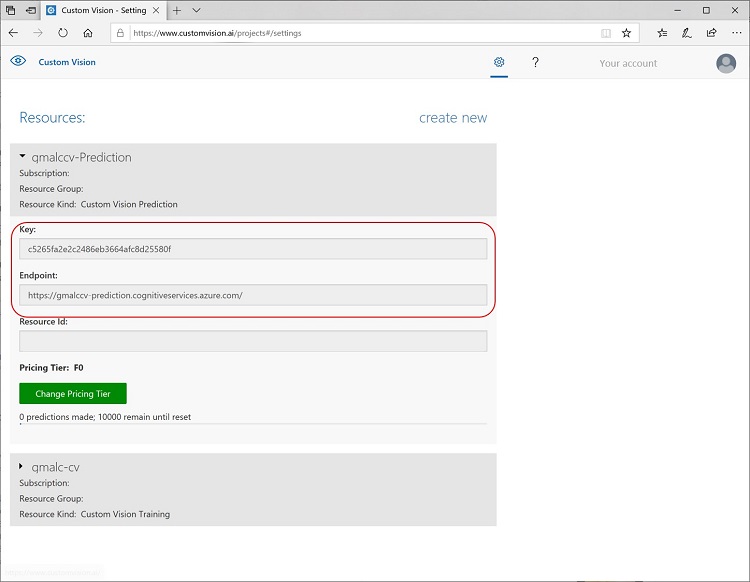 Custom Vision - Setting
https://www.customvision.ai/projects#/settings
Custom Vision
?
Your account
Resources:
create new
gmalccv-Prediction
Subscription:
Resource Group:
Resource Kind: Custom Vision Prediction
Key:
c5265fa2e2c2486eb3664afc8d25580f
Endpoint:
https://gmalccv-prediction.cognitiveservices.azure.com/
Resource Id:
Pricing Tier: F0
Change Pricing Tier
0 predictions made; 10000 remain until reset
gmalc-cv
Subscription:
Resource Group:
Resource Kind: Custom Vision Training